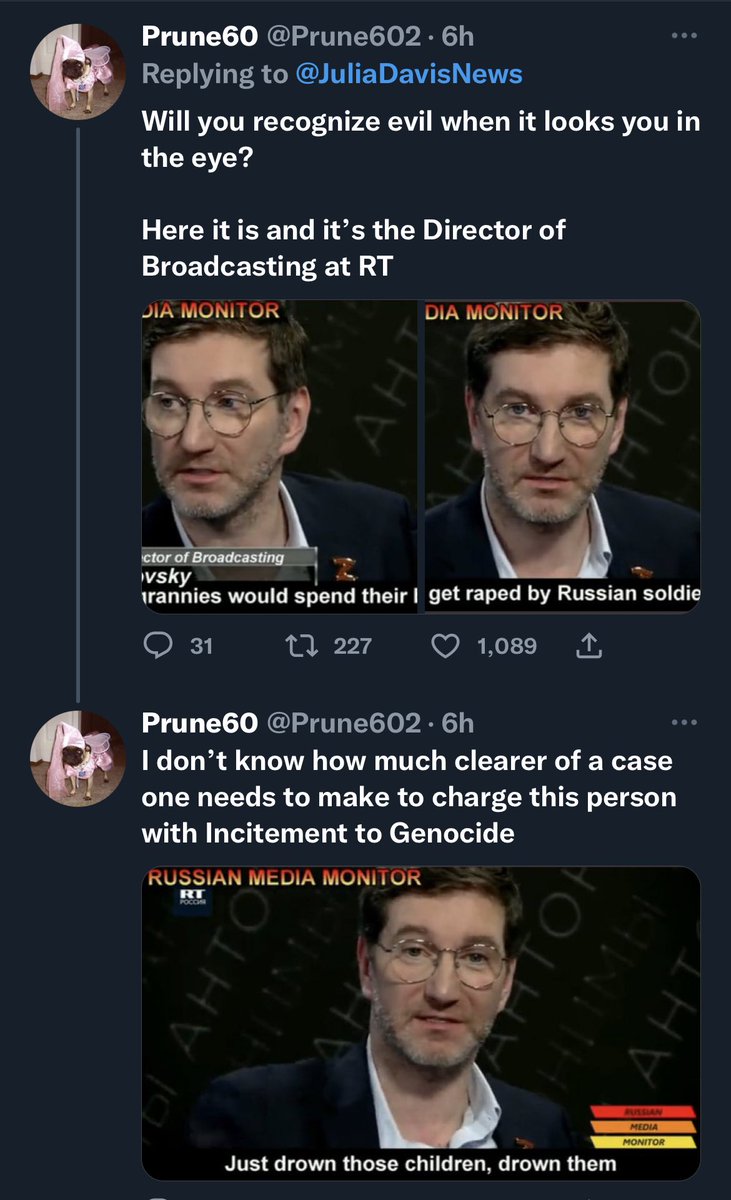 Prune60 @Prune602 · 6h
Replying to @JuliaDavisNews
Will you recognize evil when it looks you in
the eye?
Here it is and it’s the Director of
Broadcasting at RT
DIA MONITOR
ctor of Broadcasting
ovsky
rannies would spend their
DIA MONITOR
АНТОН
get raped by Russian soldie
31 227 1,089
Prune60 @Prune602 · 6h
I don’t know how much clearer of a case
one needs to make to charge this person
with Incitement to Genocide
RUSSIAN MEDIA MONITOR
RT
РОССИЯ
АНТО
RUSSIAN
MEDIA
MONITOR
Just drown those children, drown them